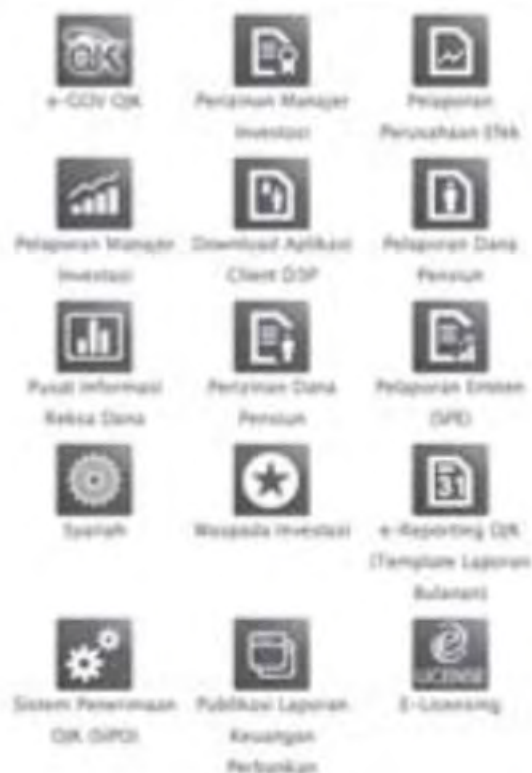 OJK
e-GOV OJK
Perizinan Manajer
Investasi
Pelaporan
Perusahaan Efek
Pelaporan Manajer
Investasi
Download Aplikasi
Client DSP
Pelaporan Dana
Pensiun
Pusat Informasi
Reksa Dana
Perizinan Dana
Pensiun
Pelaporan Emiten
(SPE)
Syariah
Waspada Investasi
31
e-Reporting OJK
(Template Laporan
Bulanan)
Sistem Penerimaan
OJK (SIPO)
Publikasi Laporan
Keuangan
Perbankan
e
LICENSE
E-Licensing